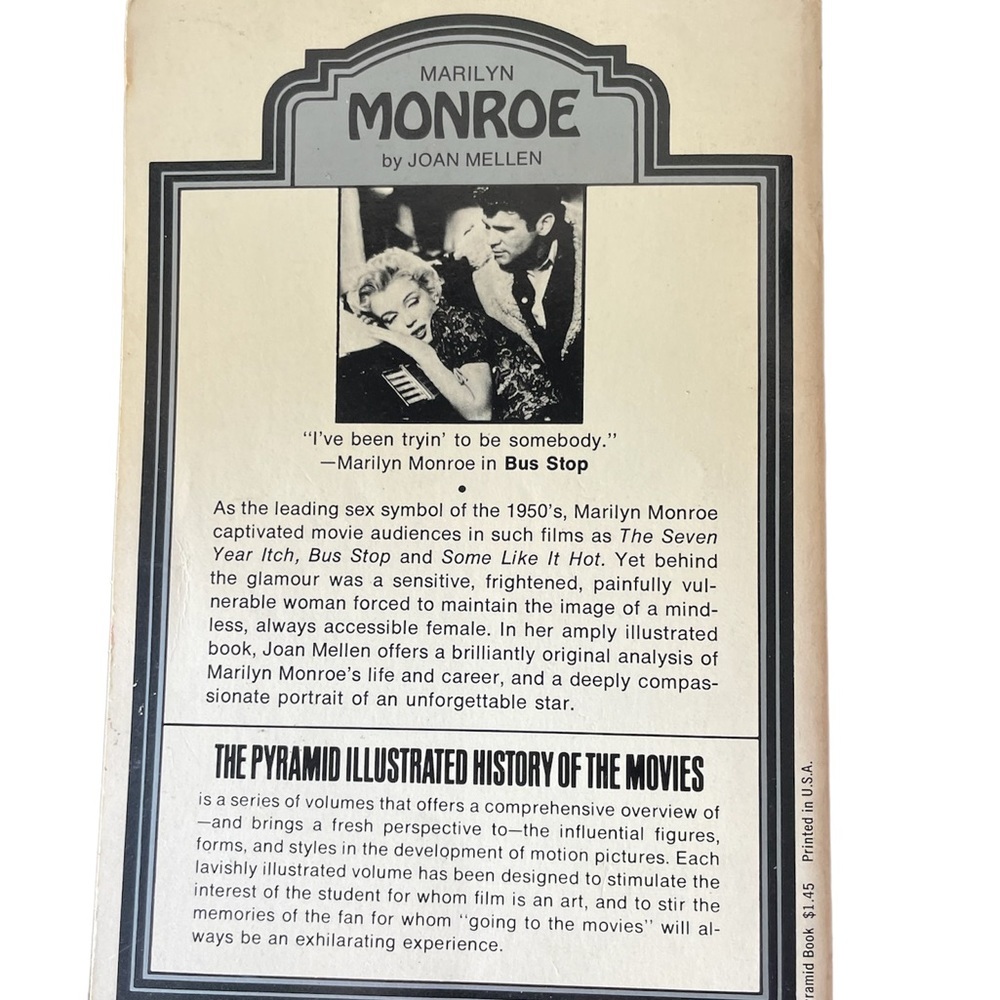 MARILYN
MONROE
by JOAN MELLEN
“I’ve been tryin’ to be somebody.”
—Marilyn Monroe in Bus Stop
•
As the leading sex symbol of the 1950’s, Marilyn Monroe
captivated movie audiences in such films as The Seven
Year Itch, Bus Stop and Some Like It Hot. Yet behind
the glamour was a sensitive, frightened, painfully vul-
nerable woman forced to maintain the image of a mind-
less, always accessible female. In her amply illustrated
book, Joan Mellen offers a brilliantly original analysis of
Marilyn Monroe’s life and career, and a deeply compas-
sionate portrait of an unforgettable star.
THE PYRAMID ILLUSTRATED HISTORY OF THE MOVIES
is a series of volumes that offers a comprehensive overview of
—and brings a fresh perspective to—the influential figures,
forms, and styles in the development of motion pictures. Each
lavishly illustrated volume has been designed to stimulate the
interest of the student for whom film is an art, and to stir the
memories of the fan for whom “going to the movies” will al-
ways be an exhilarating experience.
ramid Book $1.45 Printed in U.S.A.